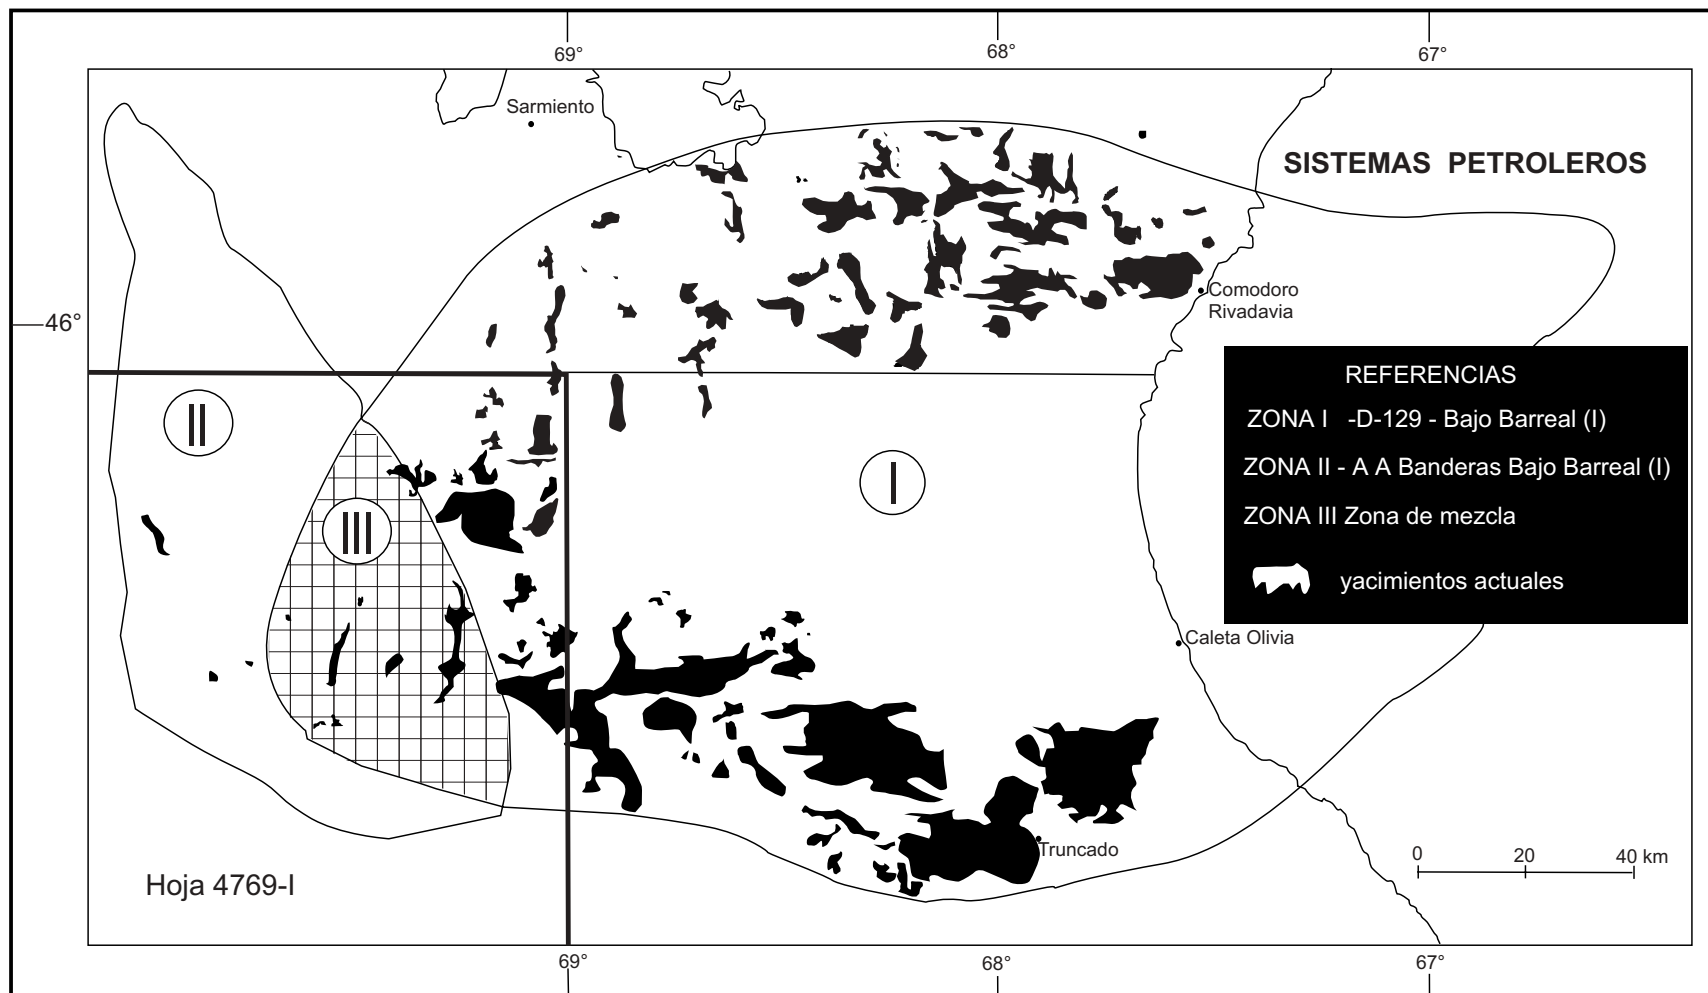 69°
68°
67°
Sarmiento
SISTEMAS PETROLEROS
46°
Comodoro
Rivadavia
REFERENCIAS
ZONA I -D-129 - Bajo Barreal (I)
ZONA II - A A Banderas Bajo Barreal (I)
ZONA III Zona de mezcla
yacimientos actuales
II
I
III
Caleta Olivia
Truncado
0 20 40 km
Hoja 4769-I
69°
68°
67°